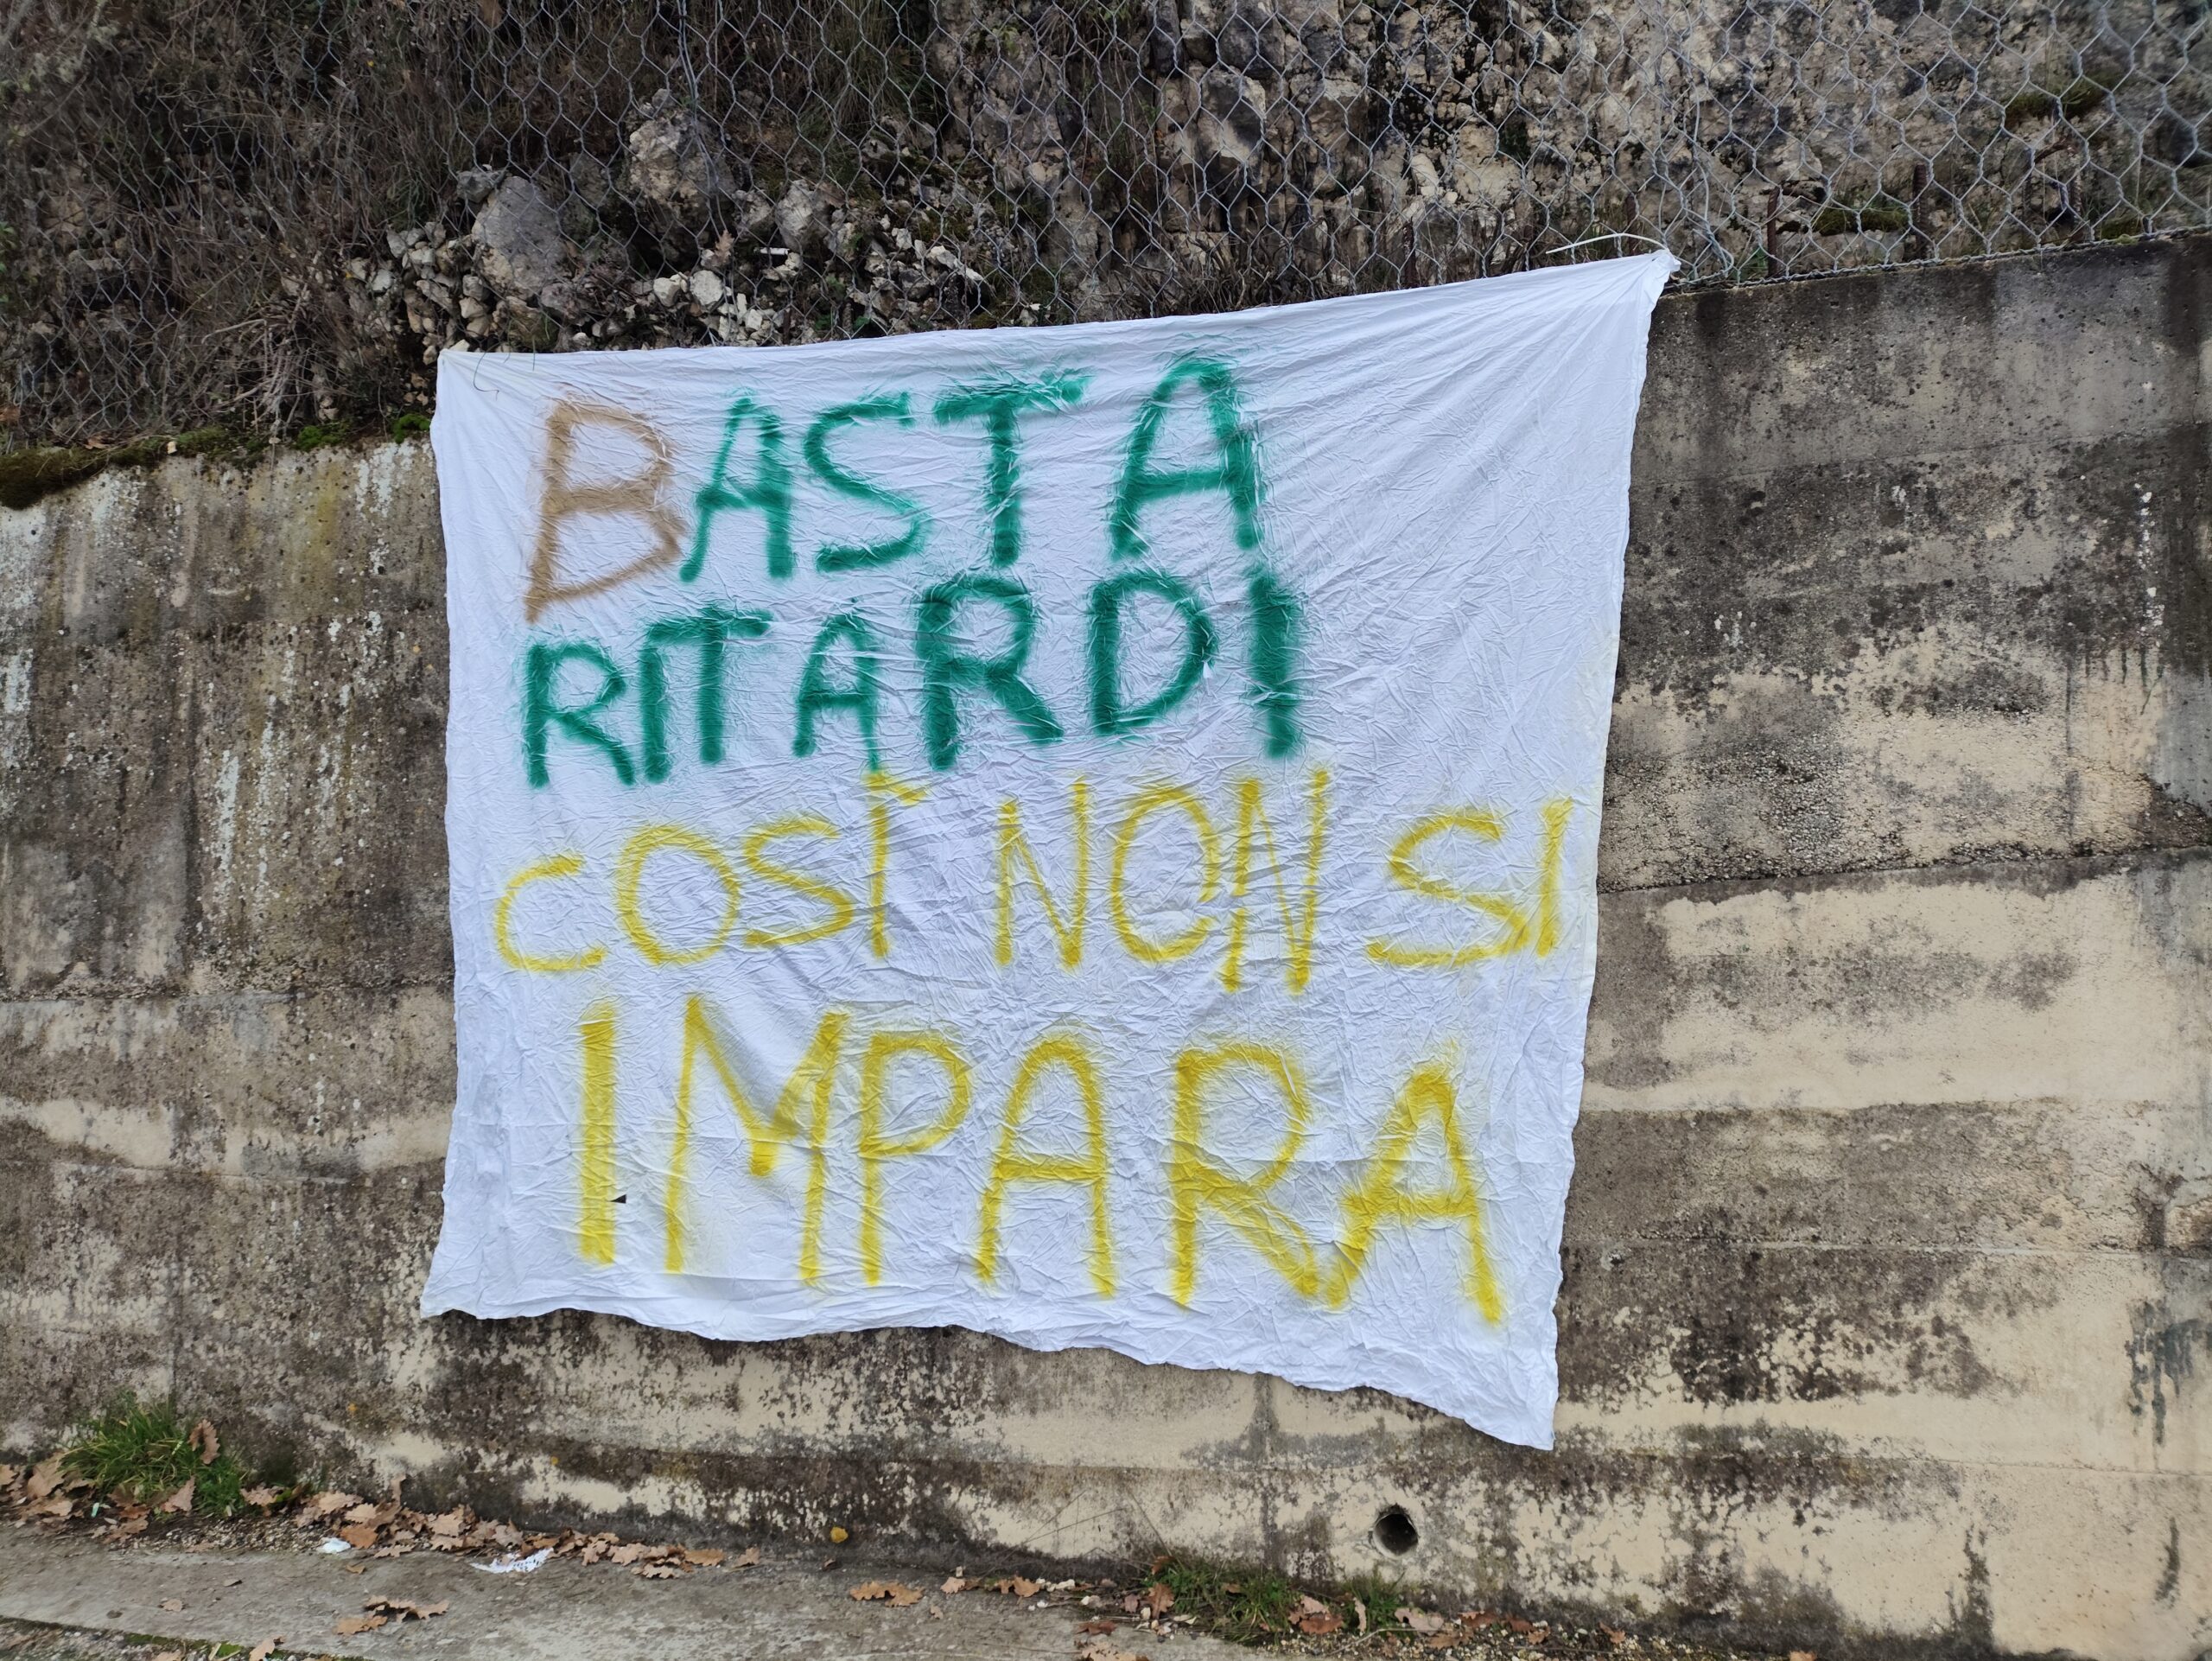 BASTA
RITARDI
COSÌ NON SI
IMPARA